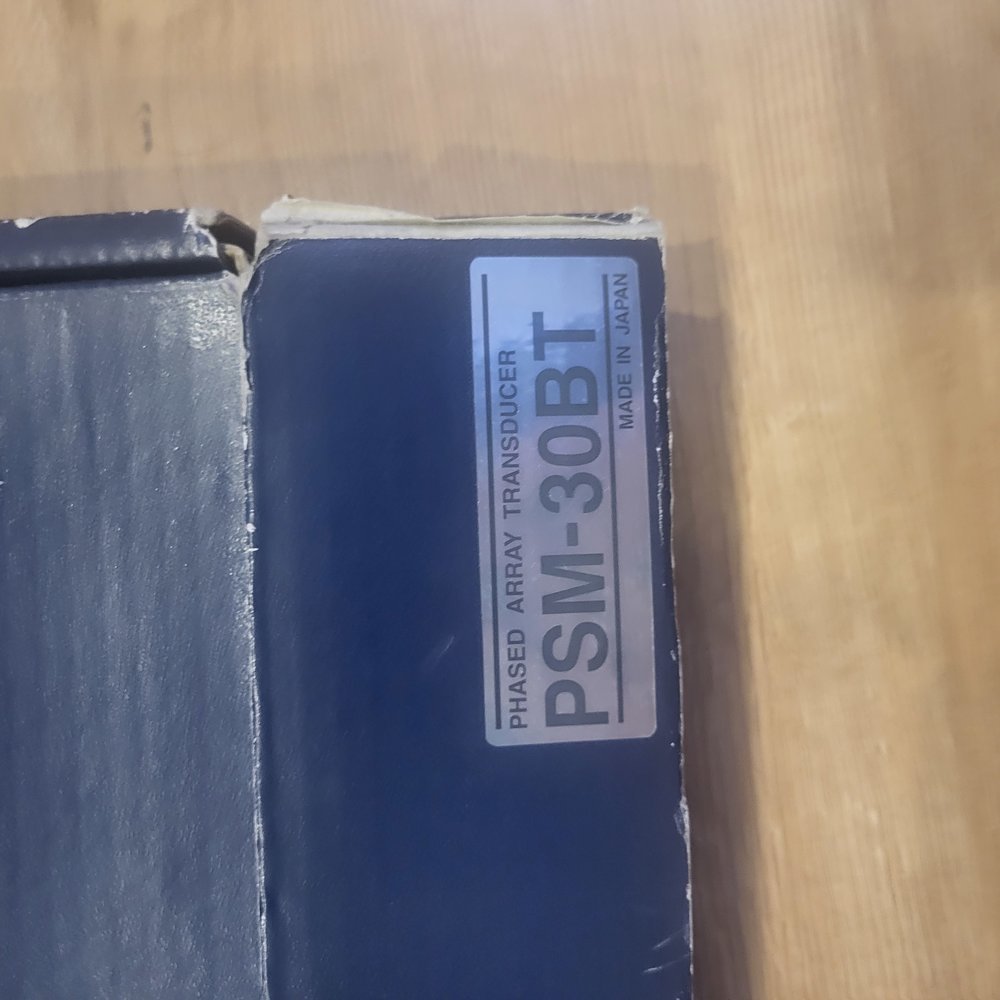 PHASED ARRAY TRANSDUCER
PSM-30BT
MADE IN JAPAN